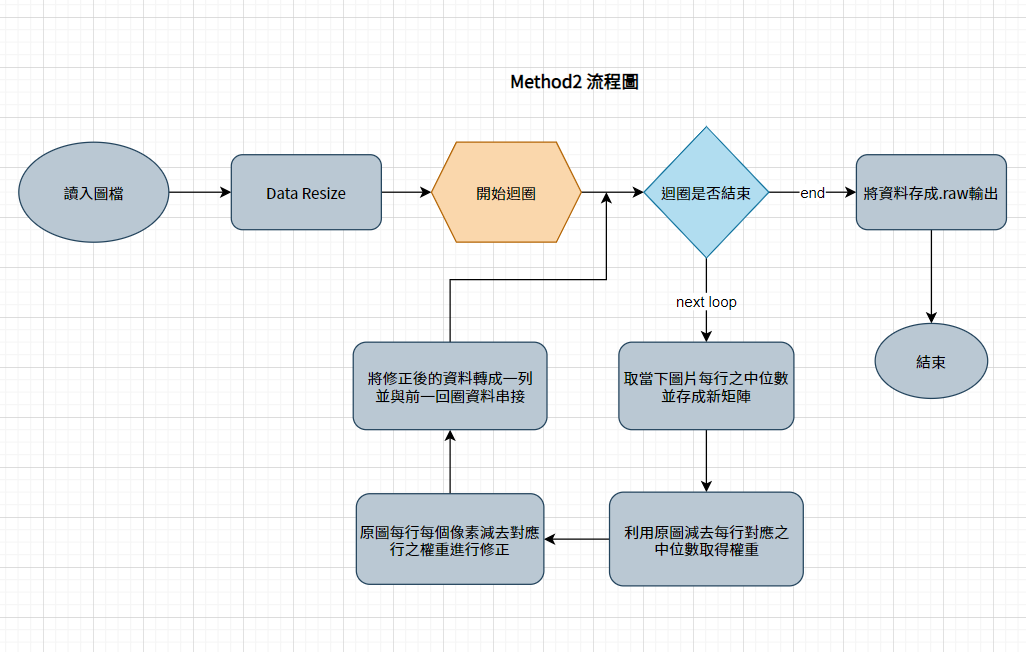 Method2 流程圖
讀入圖檔
Data Resize
開始迴圈
迴圈是否結束
end
將資料存成.raw輸出
next loop
結束
取當下圖片每行之中位數
並存成新矩陣
利用原圖減去每行對應之
中位數取得權重
原圖每行每個像素減去對應
行之權重進行修正
將修正後的資料轉成一列
並與前一回圈資料串接